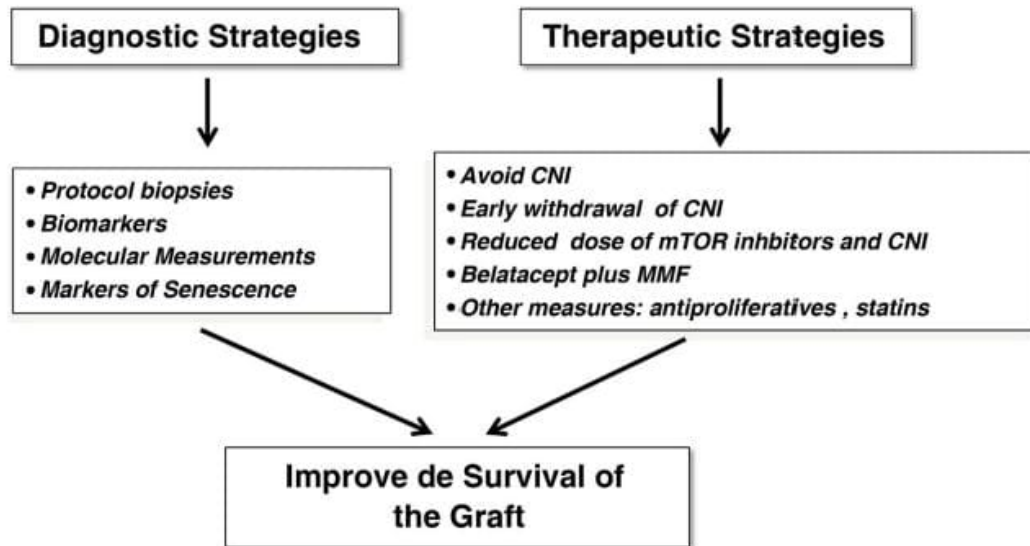 Diagnostic Strategies
Therapeutic Strategies
• Protocol biopsies
• Biomarkers
• Molecular Measurements
• Markers of Senescence
• Avoid CNI
• Early withdrawal of CNI
• Reduced dose of mTOR inhbitors and CNI
• Belatacept plus MMF
• Other measures: antiproliferatives , statins
Improve de Survival of
the Graft